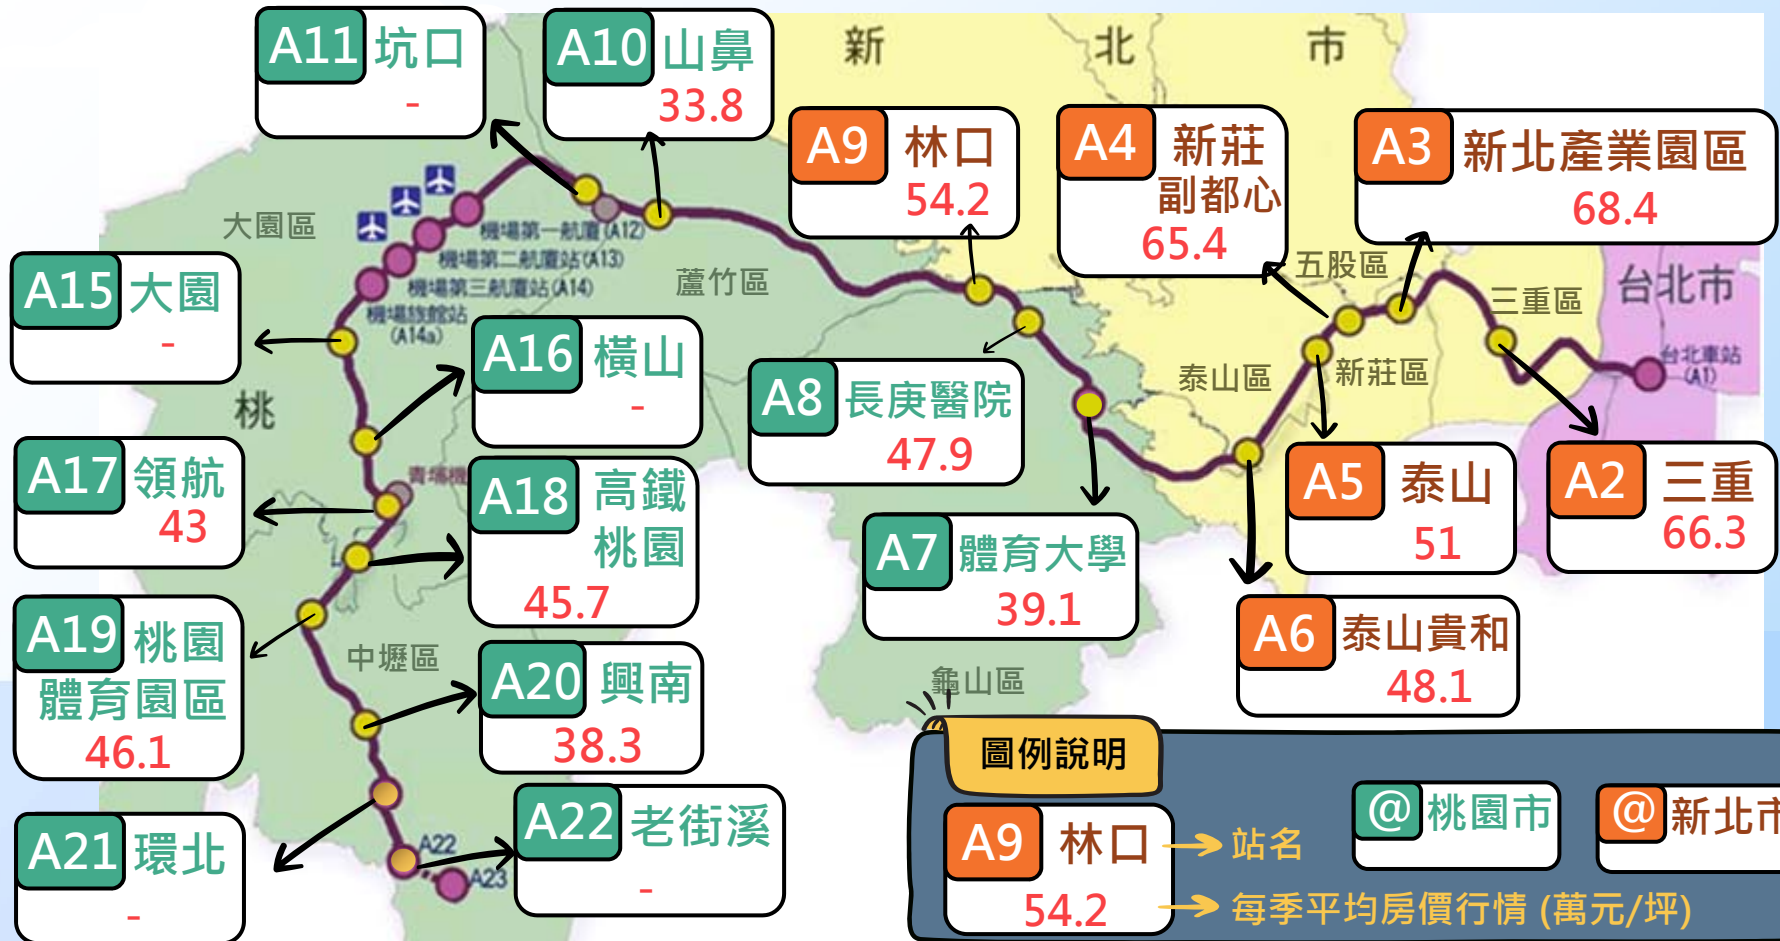 新 北 市
A11 坑口
-
A10 山鼻
33.8
A9 林口
54.2
A4 新莊
副都心
65.4
A3 新北產業園區
68.4
大園區
機場第一航廈(A12)
機場第二航廈站(A13)
機場第三航廈站(A14)
機場旅館站
(A14a)
蘆竹區
五股區
三重區
台北市
台北車站
(A1)
A15 大園
-
A16 橫山
-
桃
A8 長庚醫院
47.9
泰山區
新莊區
A17 領航
43
青埔機
A18 高鐵
桃園
45.7
A7 體育大學
39.1
A5 泰山
51
A2 三重
66.3
A19 桃園
體育園區
46.1
中壢區
A20 興南
38.3
龜山區
A6 泰山貴和
48.1
A21 環北
-
A22
A23
A22 老街溪
-
圖例說明
A9 林口
54.2
站名
每季平均房價行情 (萬元/坪)
@ 桃園市
@ 新北市